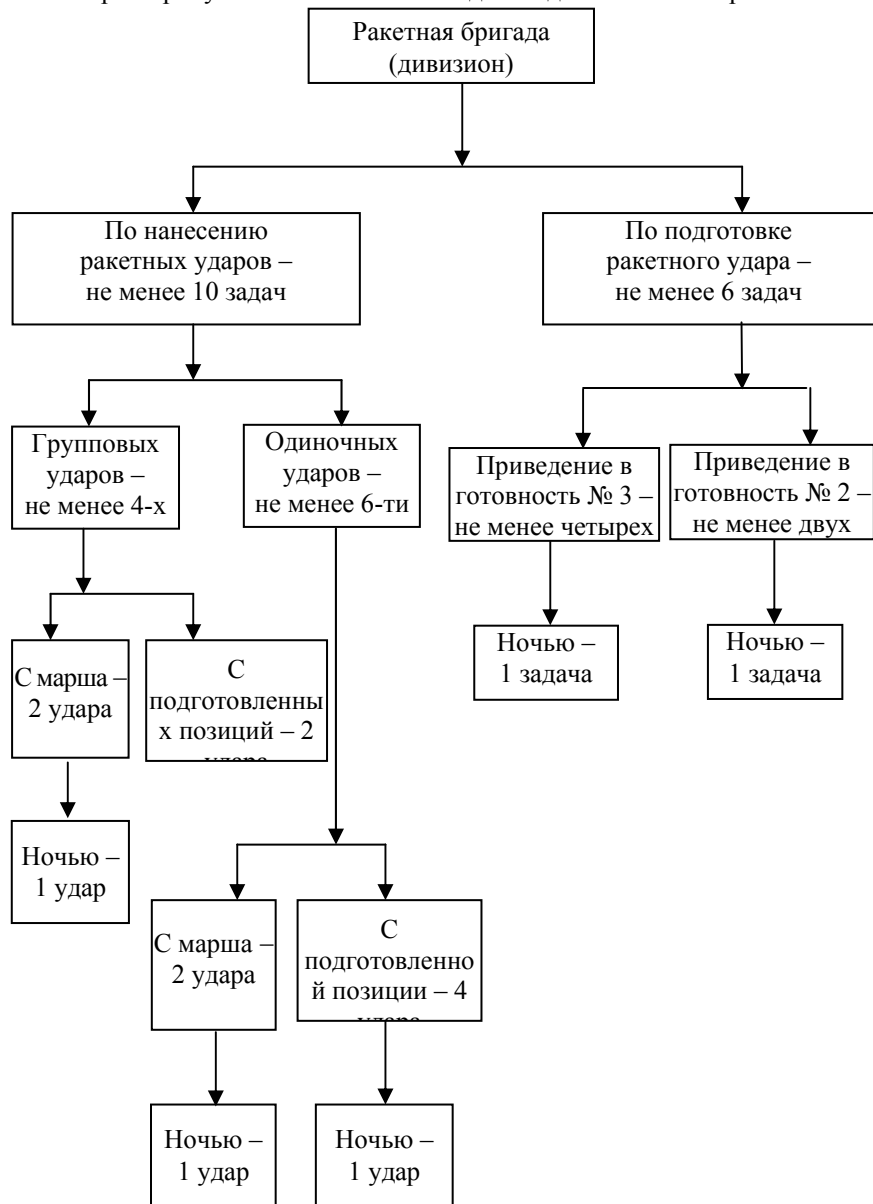 Ракетная бригада
(дивизион)
По нанесению
ракетных ударов –
не менее 10 задач
По подготовке
ракетного удара –
не менее 6 задач
Групповых
ударов –
не менее 4-х
Одиночных
ударов –
не менее 6-ти
Приведение в
готовность № 3 –
не менее четырех
Приведение в
готовность № 2 –
не менее двух
С марша –
2 удара
С
подготовленны
х позиций – 2
удара
Ночью –
1 задача
Ночью –
1 задача
Ночью –
1 удар
С марша –
2 удара
С
подготовленно
й позиции – 4
удара
Ночью –
1 удар
Ночью –
1 удар